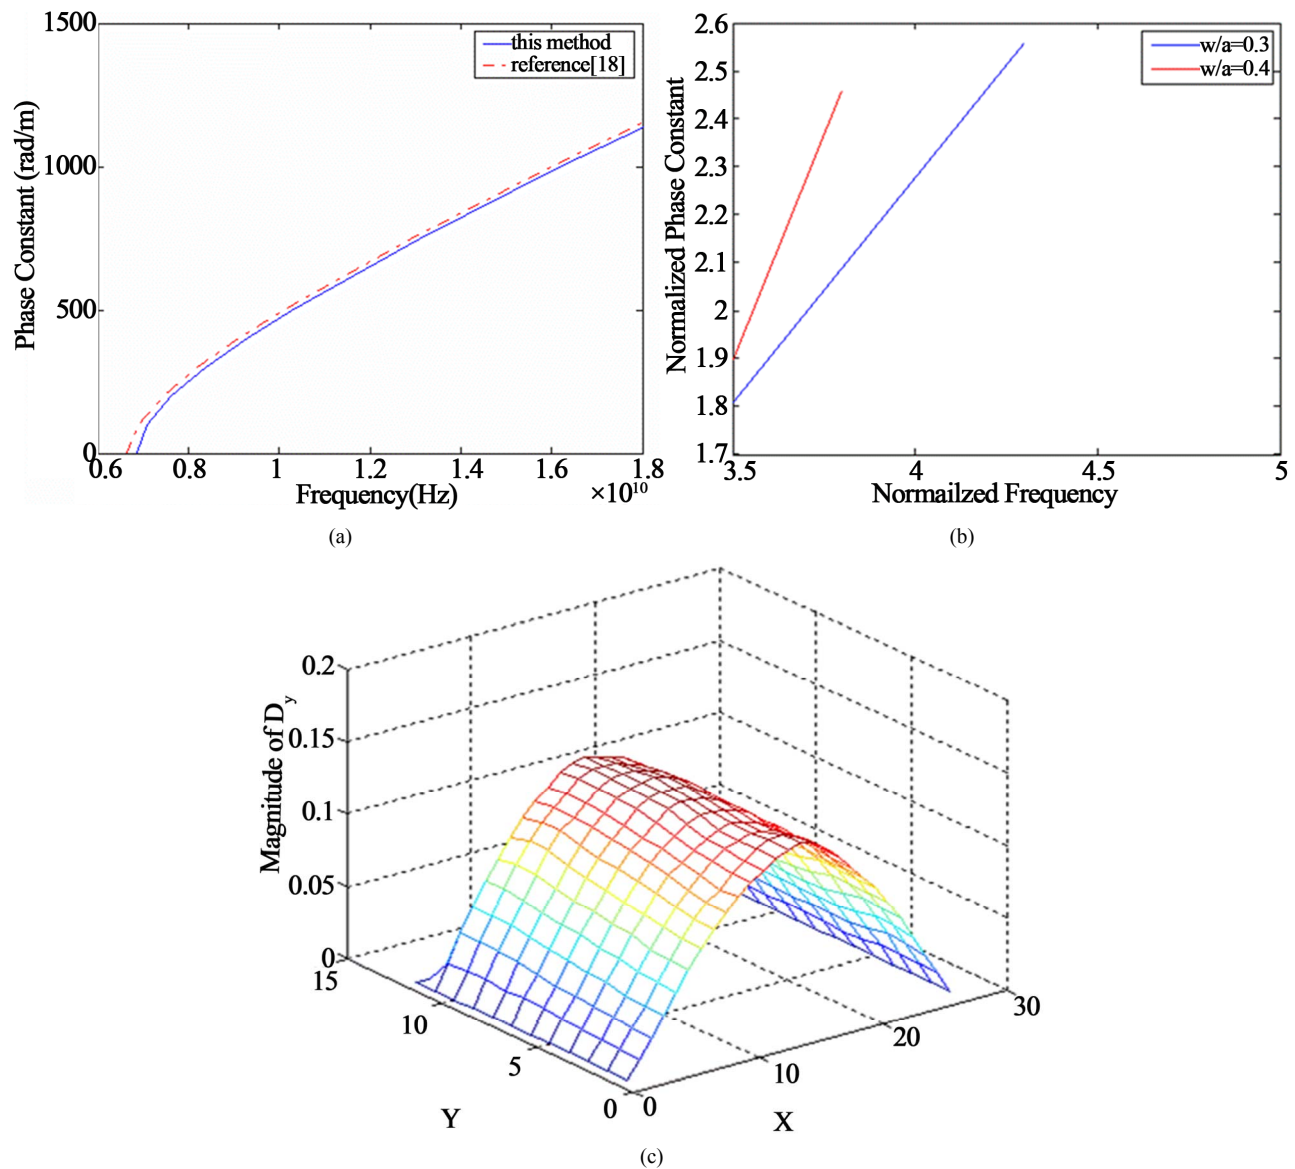 1500
1000
500
0
Phase Constant (rad/m)
this method
reference[18]
0.6 0.8 1 1.2 1.4 1.6 1.8
Frequency(Hz) ×10¹⁰
(a)
2.6
2.5
2.4
2.3
2.2
2.1
2
1.9
1.8
1.7
Normalized Phase Constant
w/a=0.3
w/a=0.4
3.5 4 4.5 5
Normailzed Frequency
(b)
0.2
0.15
0.1
0.05
0
Magnitude of Dy
15
10
5
0
Y
0
10
20
30
X
(c)